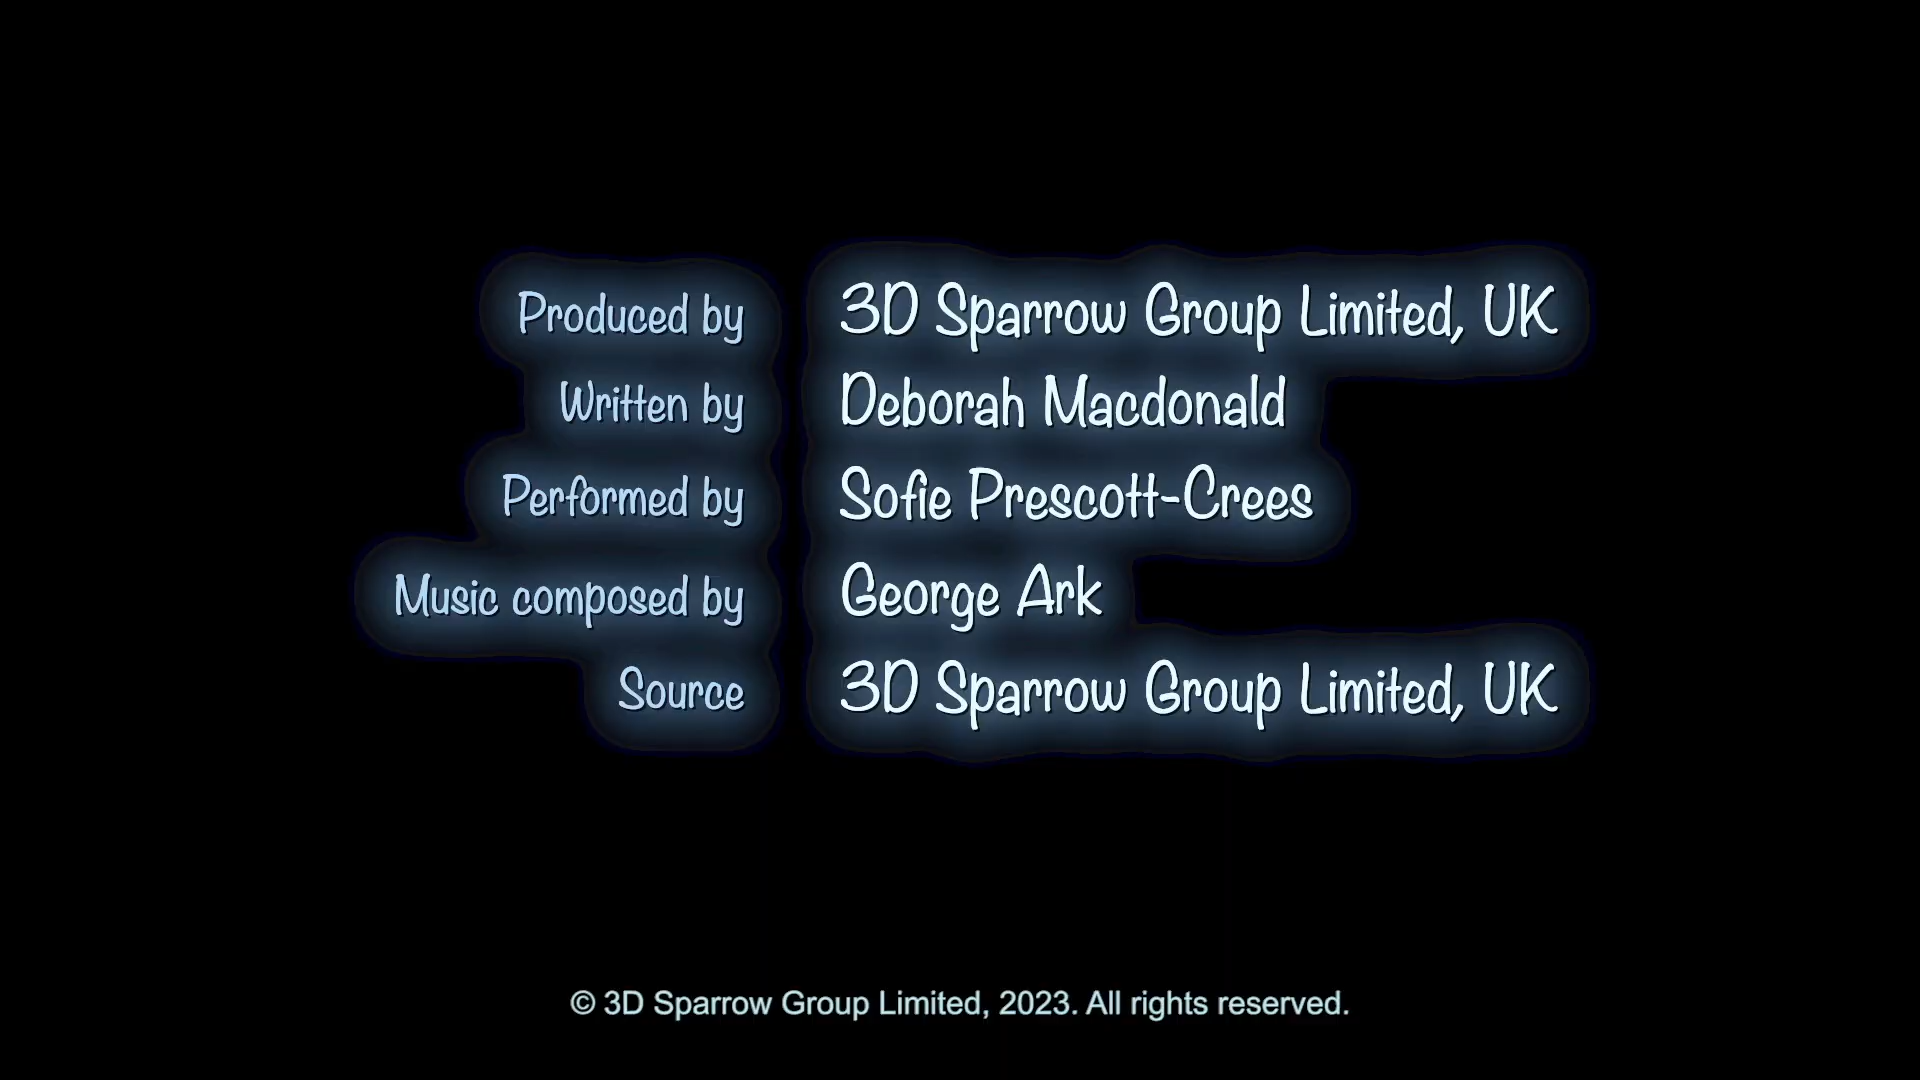 Produced by 3D Sparrow Group Limited, UK
Written by Deborah Macdonald
Performed by Sofie Prescott-Crees
Music composed by George Ark
Source 3D Sparrow Group Limited, UK
© 3D Sparrow Group Limited, 2023. All rights reserved.